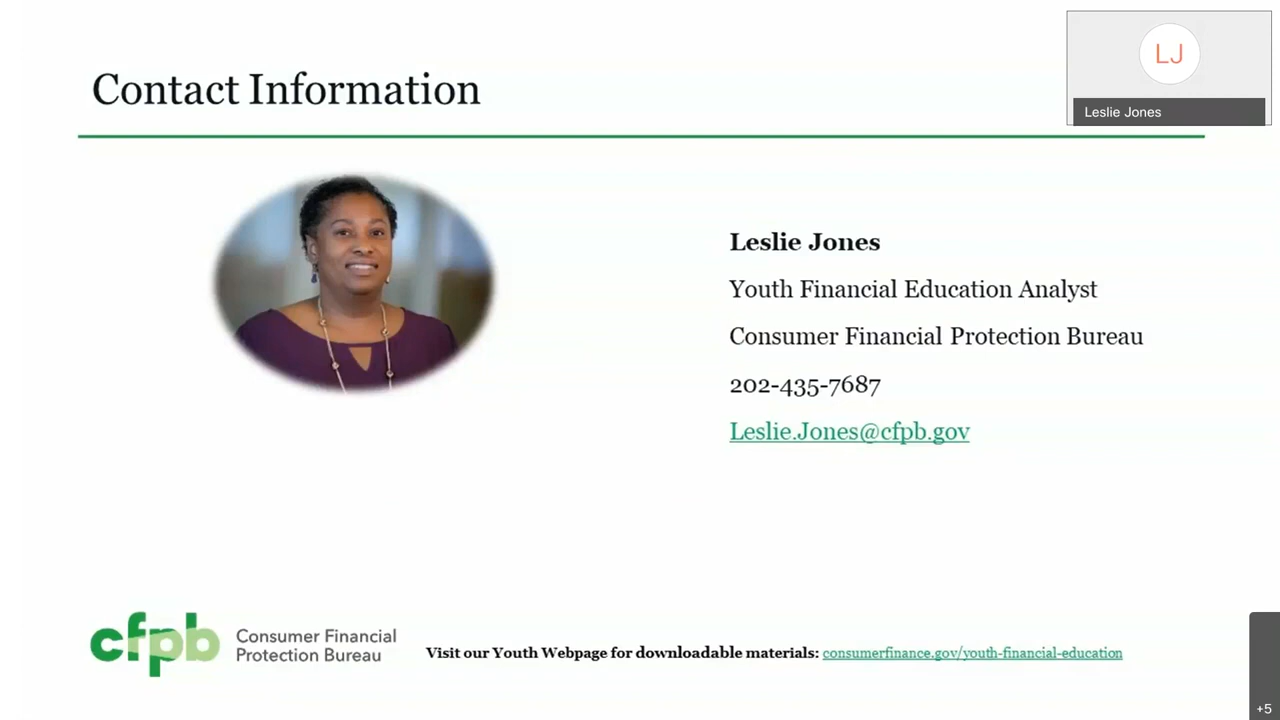 Contact Information
LJ
Leslie Jones
Leslie Jones
Youth Financial Education Analyst
Consumer Financial Protection Bureau
202-435-7687
Leslie.Jones@cfpb.gov
cfpb
Consumer Financial
Protection Bureau
Visit our Youth Webpage for downloadable materials: consumerfinance.gov/youth-financial-education
+5